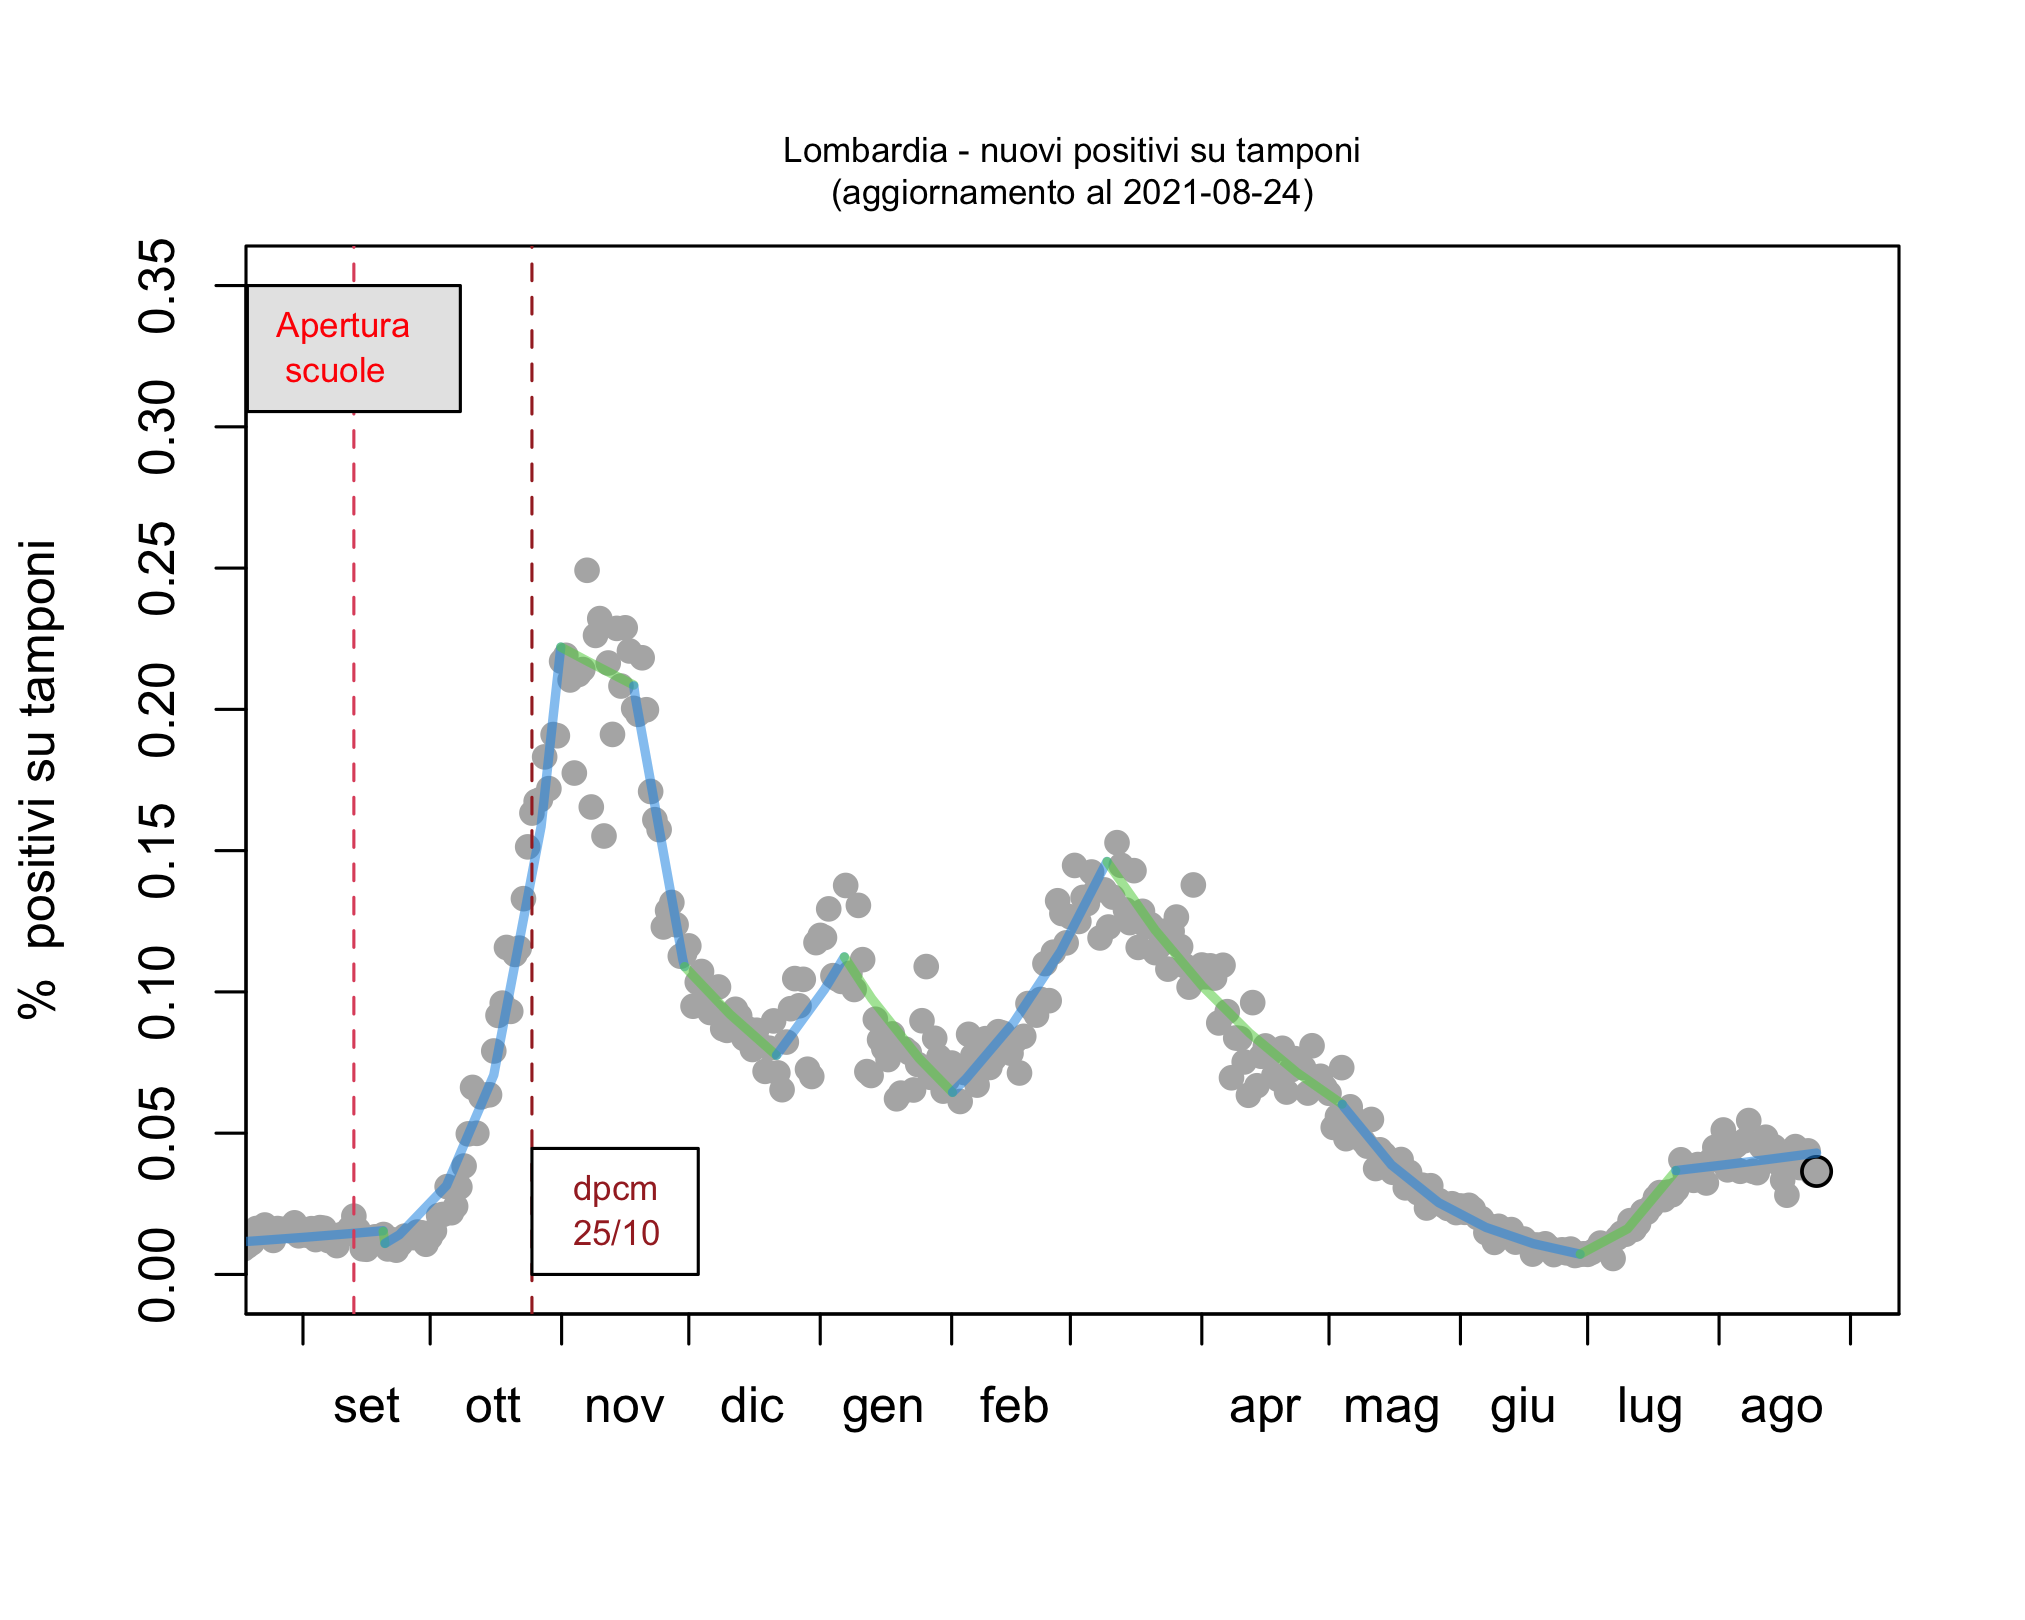 Lombardia - nuovi positivi su tamponi
(aggiornamento al 2021-08-24)
% positivi su tamponi
0.35
0.30
0.25
0.20
0.15
0.10
0.05
0.00
Apertura
scuole
dpcm
25/10
set ott nov dic gen feb apr mag giu lug ago